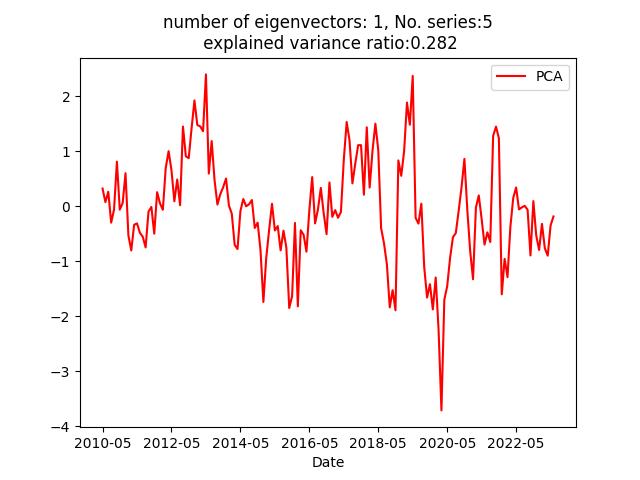 number of eigenvectors: 1, No. series:5
explained variance ratio:0.282
PCA
2
1
0
−1
−2
−3
−4
2010-05 2012-05 2014-05 2016-05 2018-05 2020-05 2022-05
Date